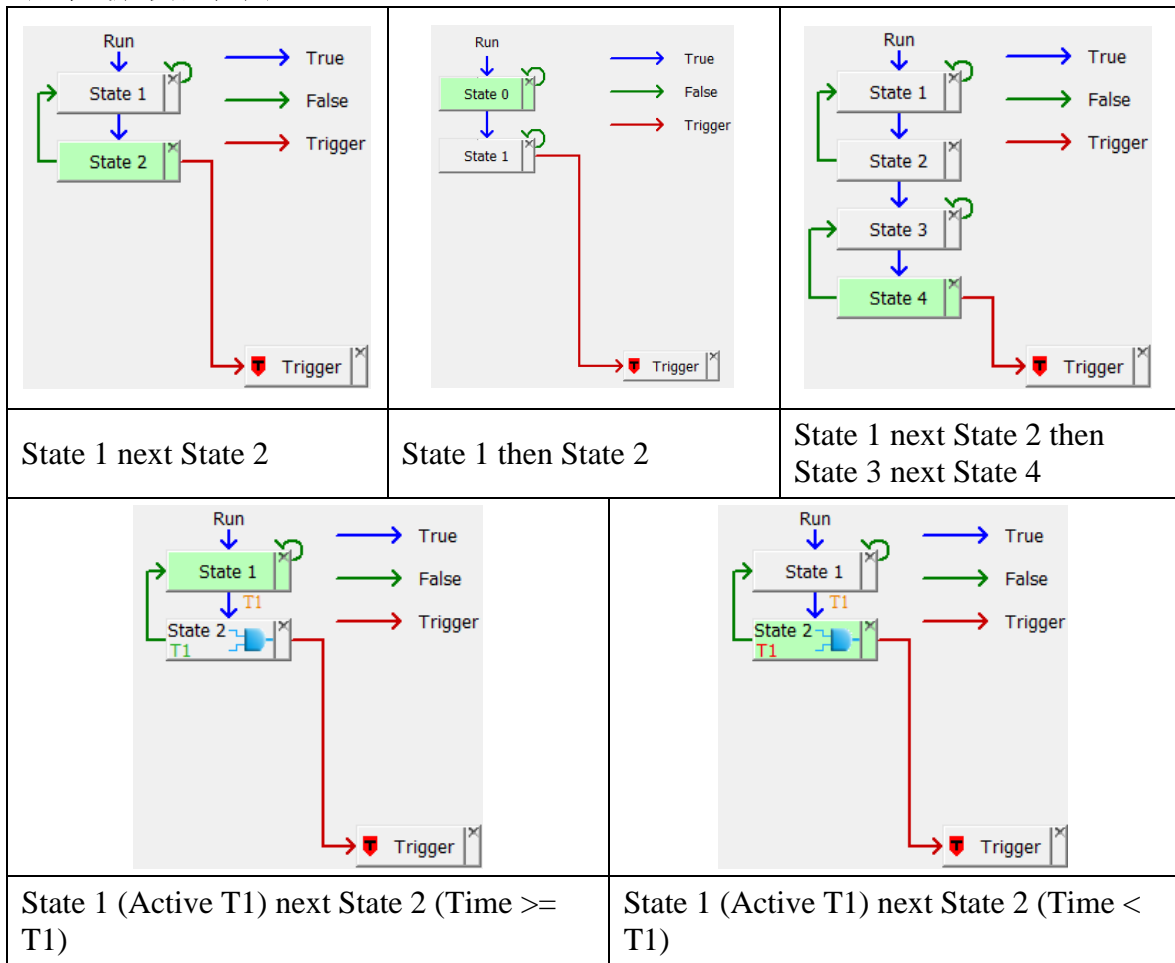 Run
True
State 1
False
State 2
Trigger
Trigger
Run
True
State 0
False
Trigger
State 1
Trigger
Run
True
State 1
False
State 2
Trigger
State 3
State 4
Trigger
State 1 next State 2
State 1 then State 2
State 1 next State 2 then
State 3 next State 4
Run
True
State 1
False
T1
State 2
T1
Trigger
Trigger
Run
True
State 1
False
T1
State 2
T1
Trigger
Trigger
State 1 (Active T1) next State 2 (Time >=
T1)
State 1 (Active T1) next State 2 (Time <
T1)